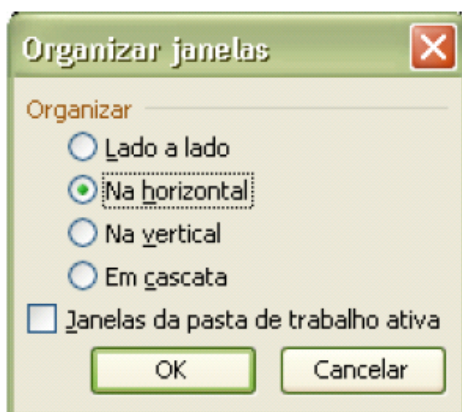 Organizar janelas
Organizar
Lado a lado
Na horizontal
Na vertical
Em cascata
Janelas da pasta de trabalho ativa
OK Cancelar